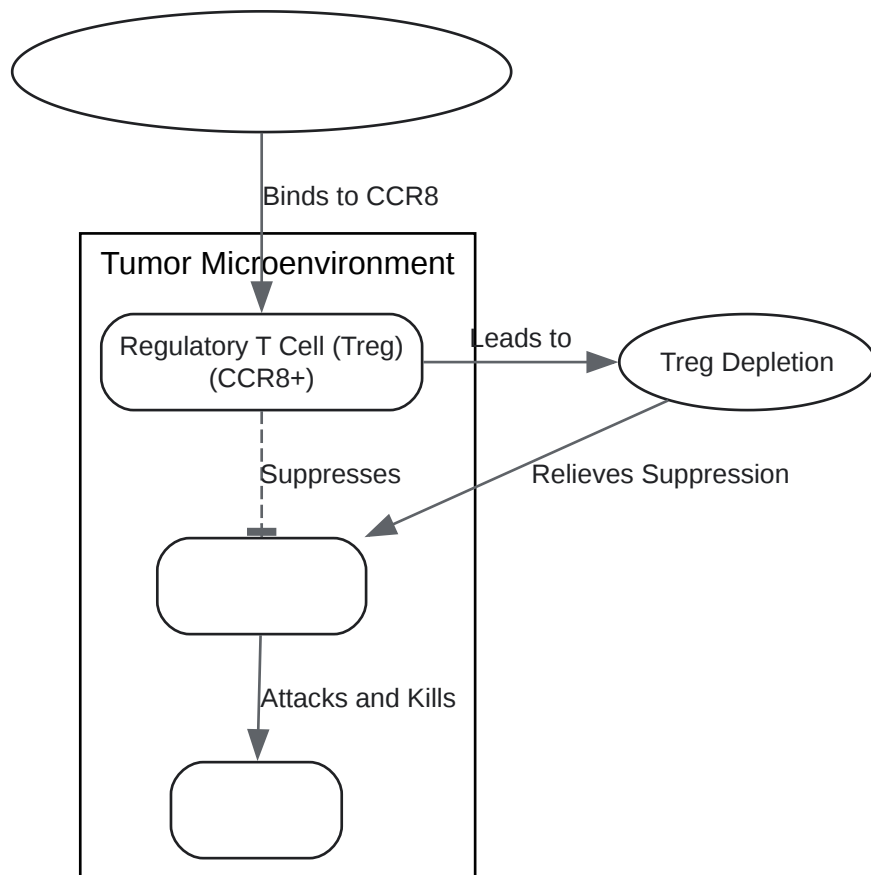 Binds to CCR8
Tumor Microenvironment
Regulatory T Cell (Treg)
(CCR8+)
Leads to
Treg Depletion
Suppresses
Relieves Suppression
Attacks and Kills